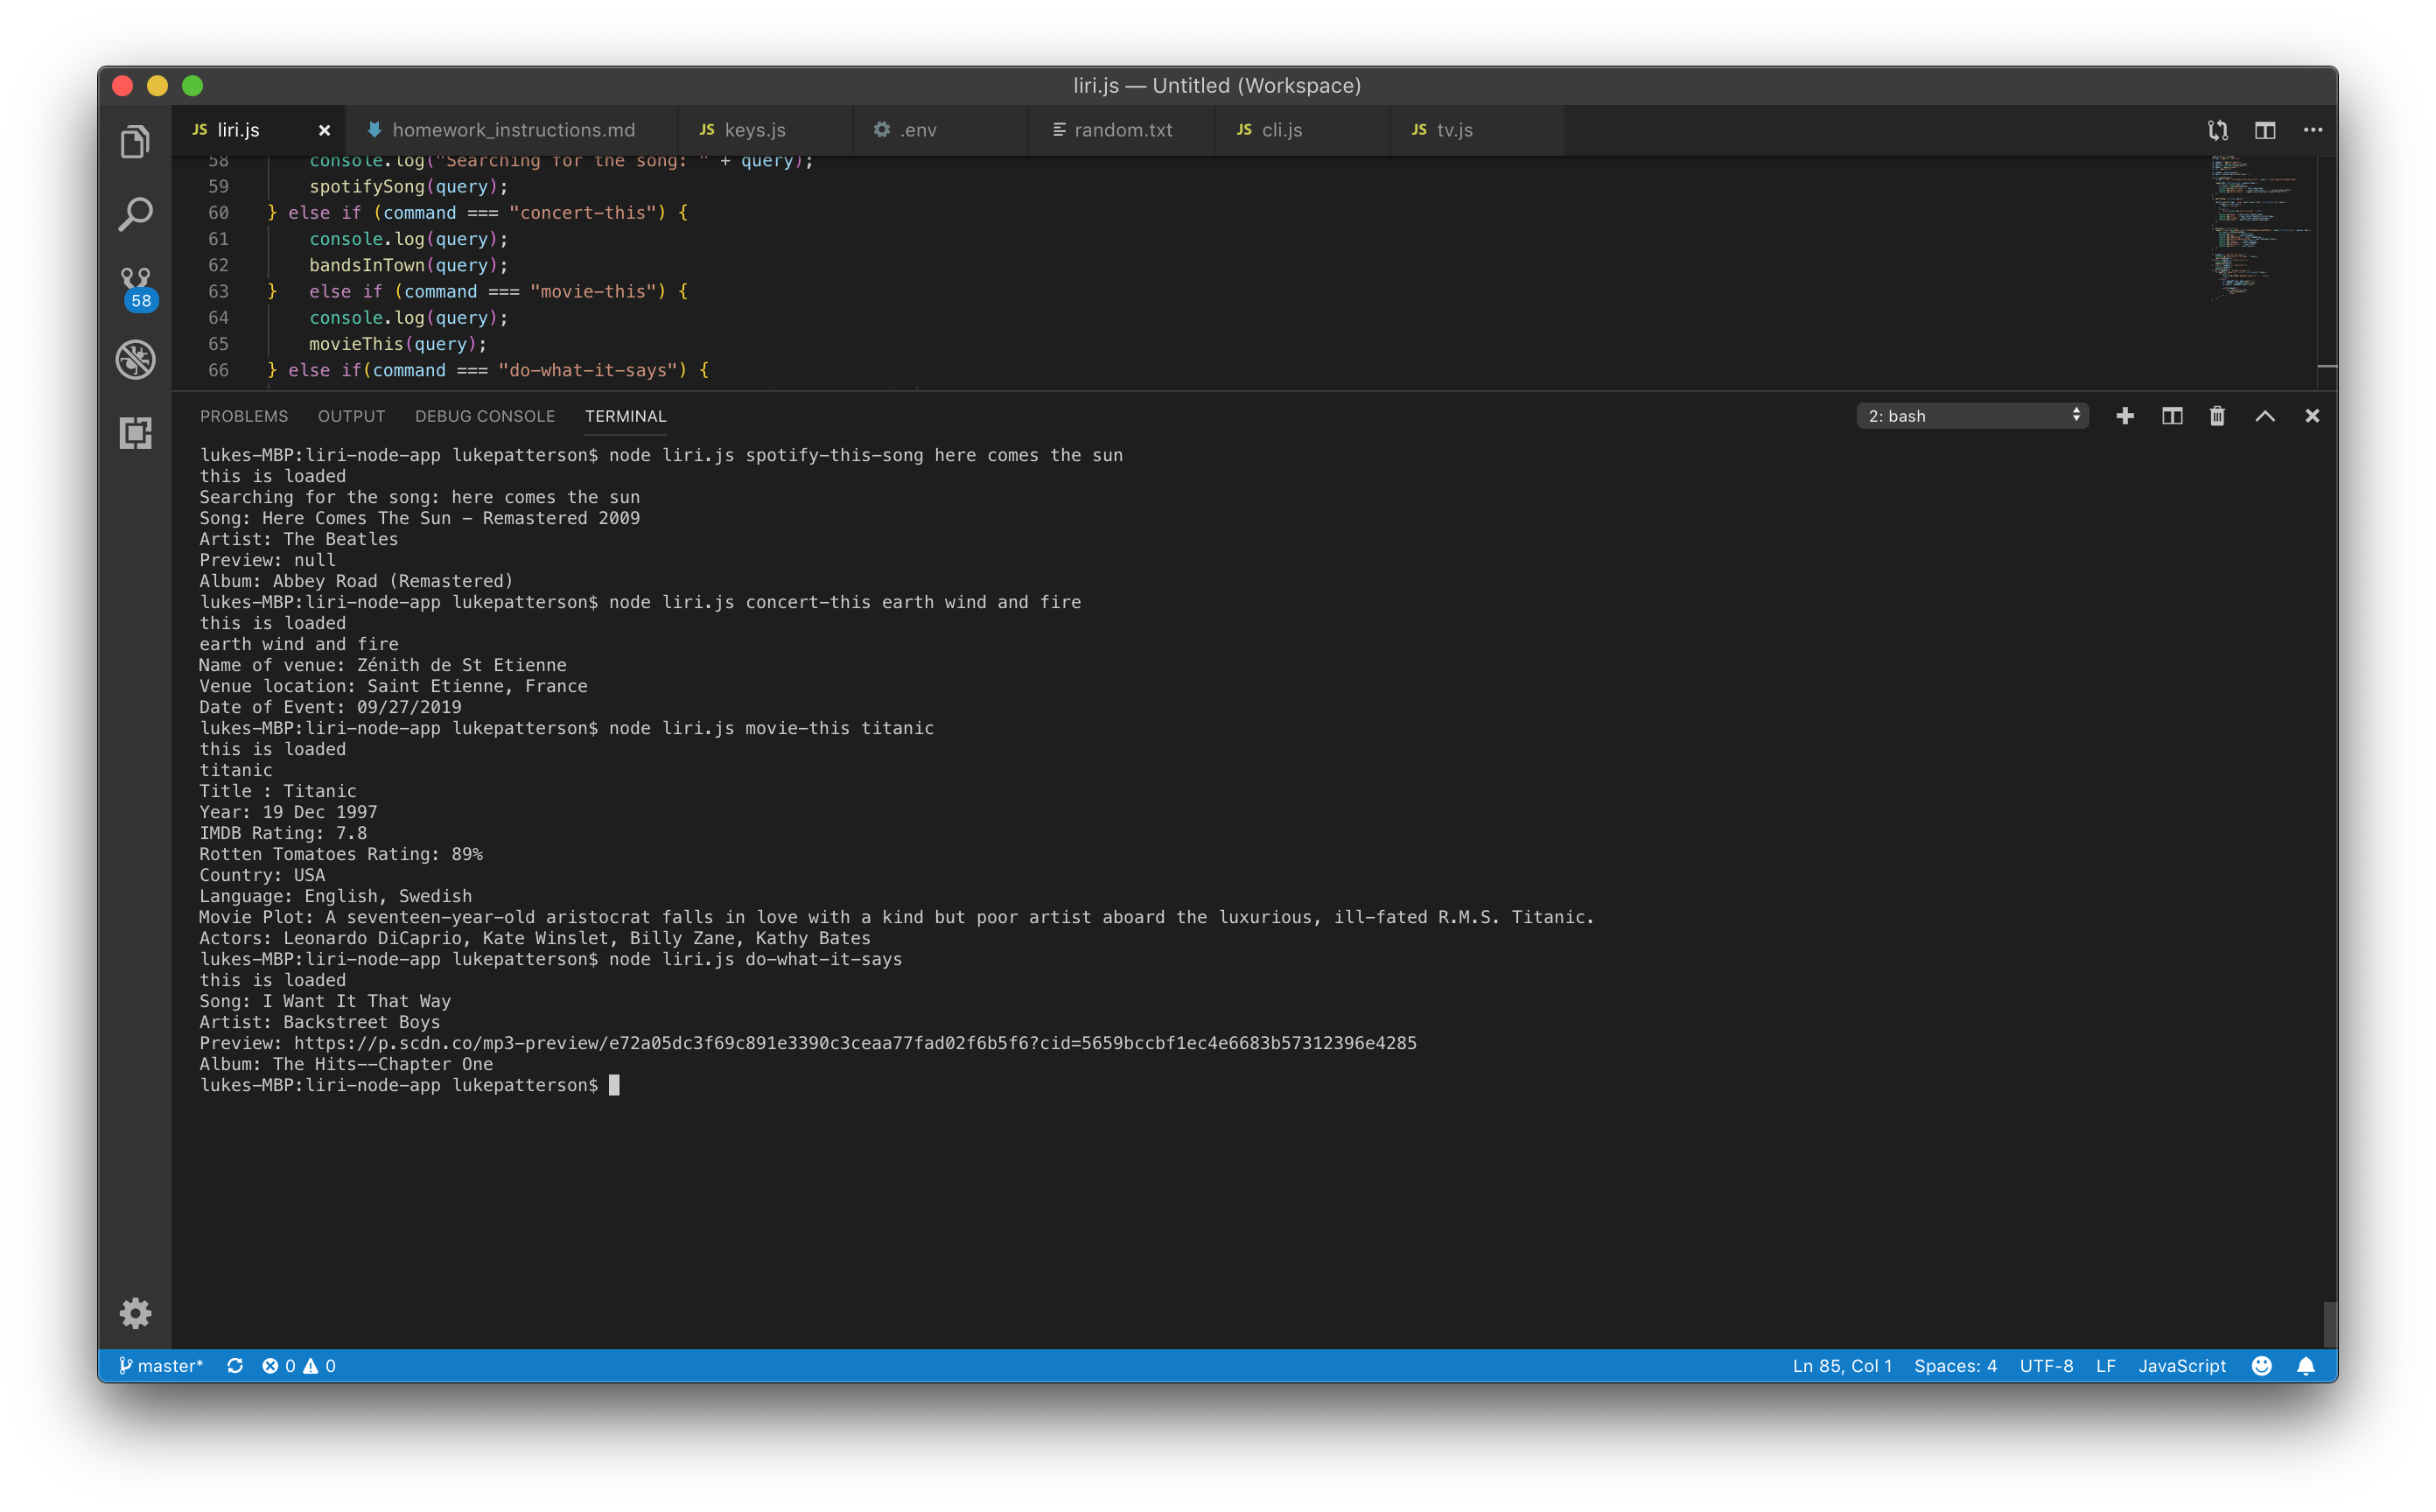 liri.js — Untitled (Workspace)
JS liri.js homework_instructions.md JS keys.js .env random.txt JS cli.js JS tv.js
58 console.log("Searching for the song: " + query);
59 spotifySong(query);
60 } else if (command === "concert-this") {
61 console.log(query);
62 bandsInTown(query);
63 } else if (command === "movie-this") {
64 console.log(query);
65 movieThis(query);
66 } else if(command === "do-what-it-says") {
58
PROBLEMS OUTPUT DEBUG CONSOLE TERMINAL 2: bash
lukes-MBP:liri-node-app lukepatterson$ node liri.js spotify-this-song here comes the sun
this is loaded
Searching for the song: here comes the sun
Song: Here Comes The Sun - Remastered 2009
Artist: The Beatles
Preview: null
Album: Abbey Road (Remastered)
lukes-MBP:liri-node-app lukepatterson$ node liri.js concert-this earth wind and fire
this is loaded
earth wind and fire
Name of venue: Zénith de St Etienne
Venue location: Saint Etienne, France
Date of Event: 09/27/2019
lukes-MBP:liri-node-app lukepatterson$ node liri.js movie-this titanic
this is loaded
titanic
Title : Titanic
Year: 19 Dec 1997
IMDB Rating: 7.8
Rotten Tomatoes Rating: 89%
Country: USA
Language: English, Swedish
Movie Plot: A seventeen-year-old aristocrat falls in love with a kind but poor artist aboard the luxurious, ill-fated R.M.S. Titanic.
Actors: Leonardo DiCaprio, Kate Winslet, Billy Zane, Kathy Bates
lukes-MBP:liri-node-app lukepatterson$ node liri.js do-what-it-says
this is loaded
Song: I Want It That Way
Artist: Backstreet Boys
Preview: https://p.scdn.co/mp3-preview/e72a05dc3f69c891e3390c3ceaa77fad02f6b5f6?cid=5659bccbf1ec4e6683b57312396e4285
Album: The Hits--Chapter One
lukes-MBP:liri-node-app lukepatterson$
master* 0 0 Ln 85, Col 1 Spaces: 4 UTF-8 LF JavaScript